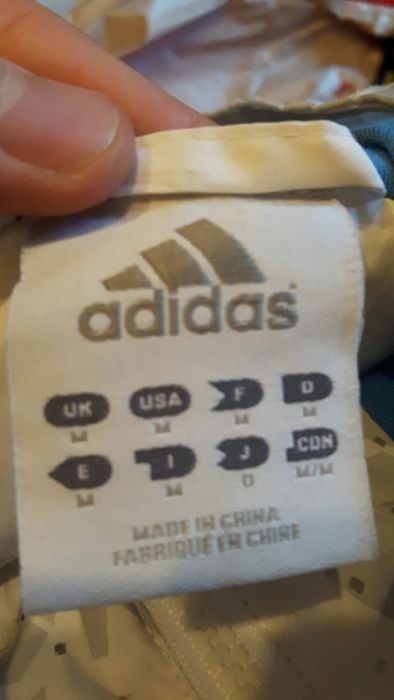 adidas
UK USA F D
M M M M
E I J CDN
M M O M/M
MADE IN CHINA
FABRIQUÉ EN CHINE